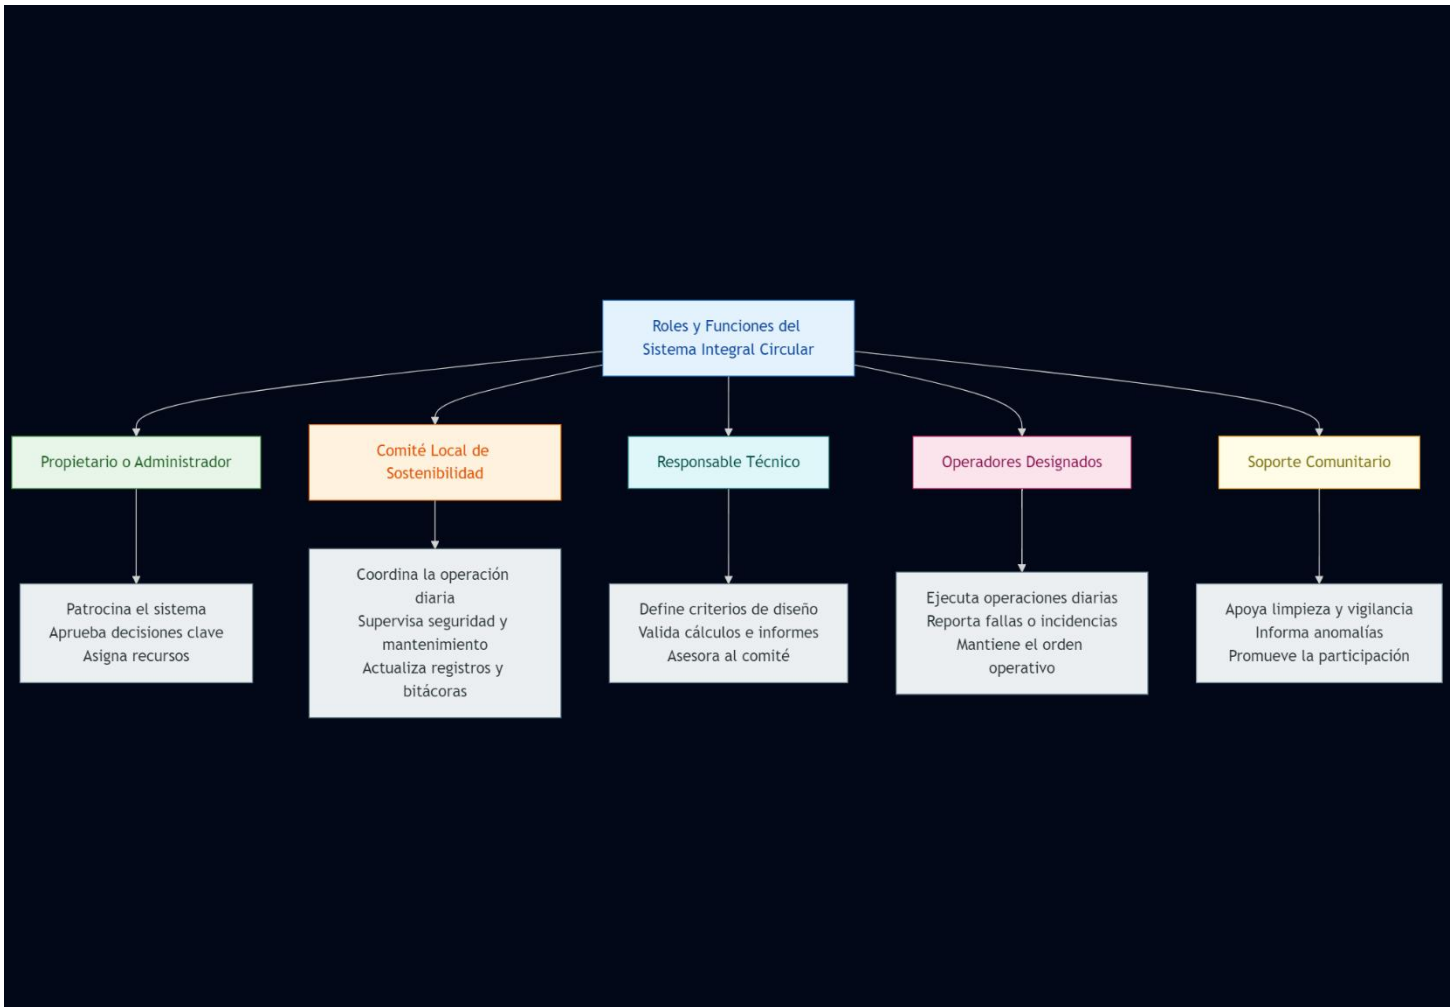 Roles y Funciones del
Sistema Integral Circular
Propietario o Administrador
Comité Local de
Sostenibilidad
Responsable Técnico
Operadores Designados
Soporte Comunitario
Patrocina el sistema
Aprueba decisiones clave
Asigna recursos
Coordina la operación
diaria
Supervisa seguridad y
mantenimiento
Actualiza registros y
bitácoras
Define criterios de diseño
Valida cálculos e informes
Asesora al comité
Ejecuta operaciones diarias
Reporta fallas o incidencias
Mantiene el orden
operativo
Apoya limpieza y vigilancia
Informa anomalías
Promueve la participación